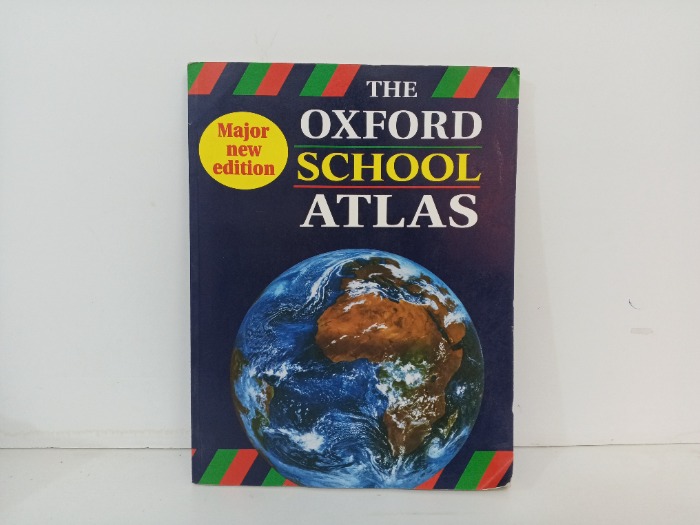 THE
OXFORD
SCHOOL
ATLAS
Major
new
edition